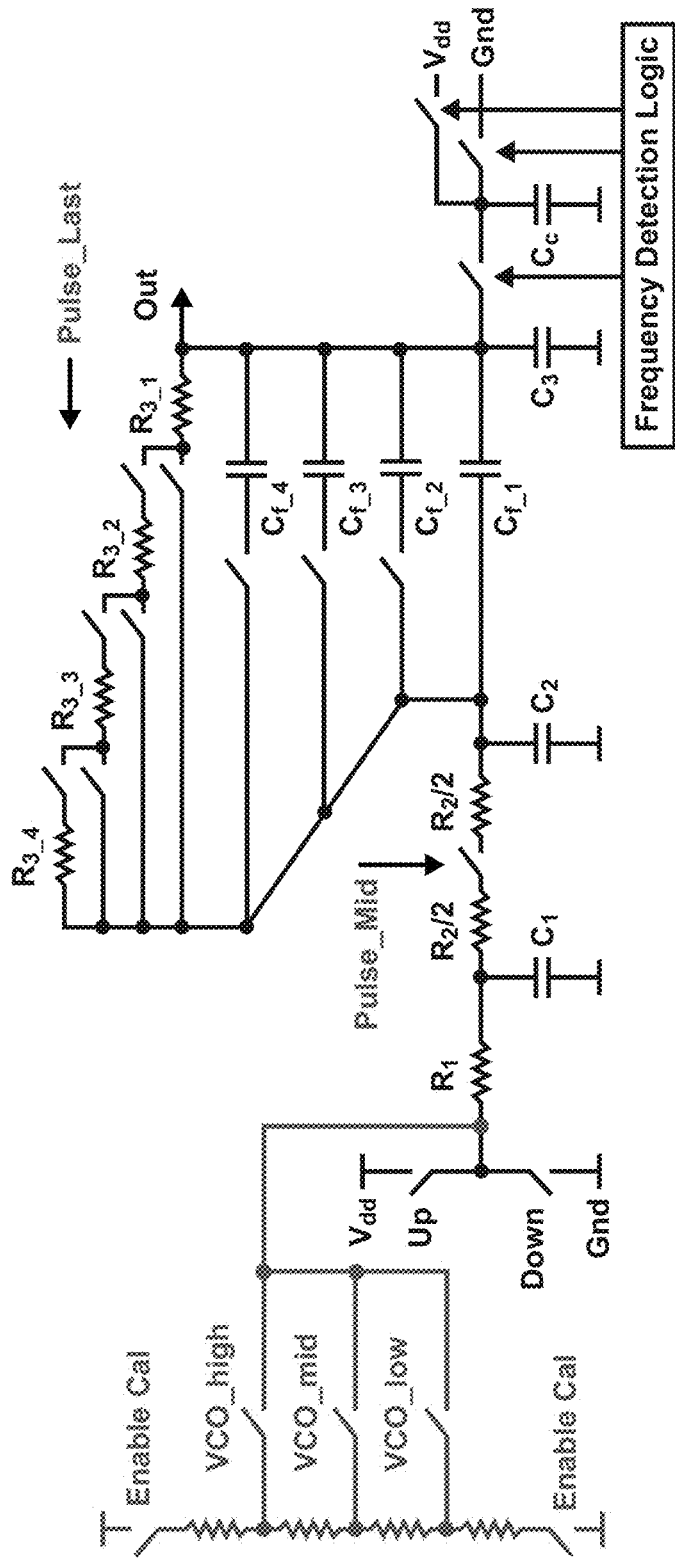 Enable Cal
VCO_high
VCO_mid
VCO_low
Enable Cal
Vdd
Up
Down
Gnd
R1
C1
Pulse_Mid
R2/2
R2/2
C2
R3_4
R3_3
R3_2
R3_1
Pulse_Last
Out
Cf_4
Cf_3
Cf_2
Cf_1
C3
Cc
Vdd
Gnd
Frequency Detection Logic